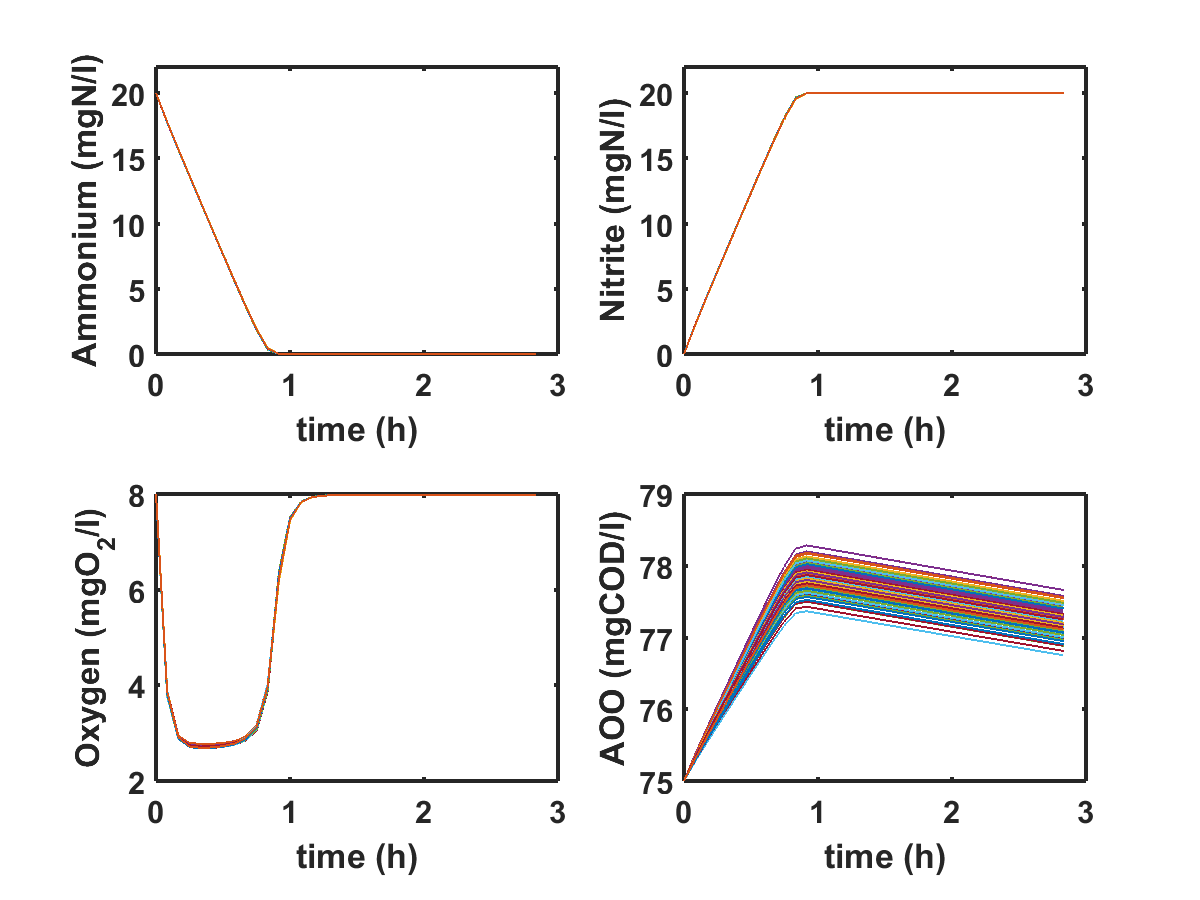 Ammonium (mgN/l)
20
15
10
5
0
0 1 2 3
time (h)
Nitrite (mgN/l)
20
15
10
5
0
0 1 2 3
time (h)
Oxygen (mgO2/l)
8
6
4
2
0 1 2 3
time (h)
AOO (mgCOD/l)
79
78
77
76
75
0 1 2 3
time (h)